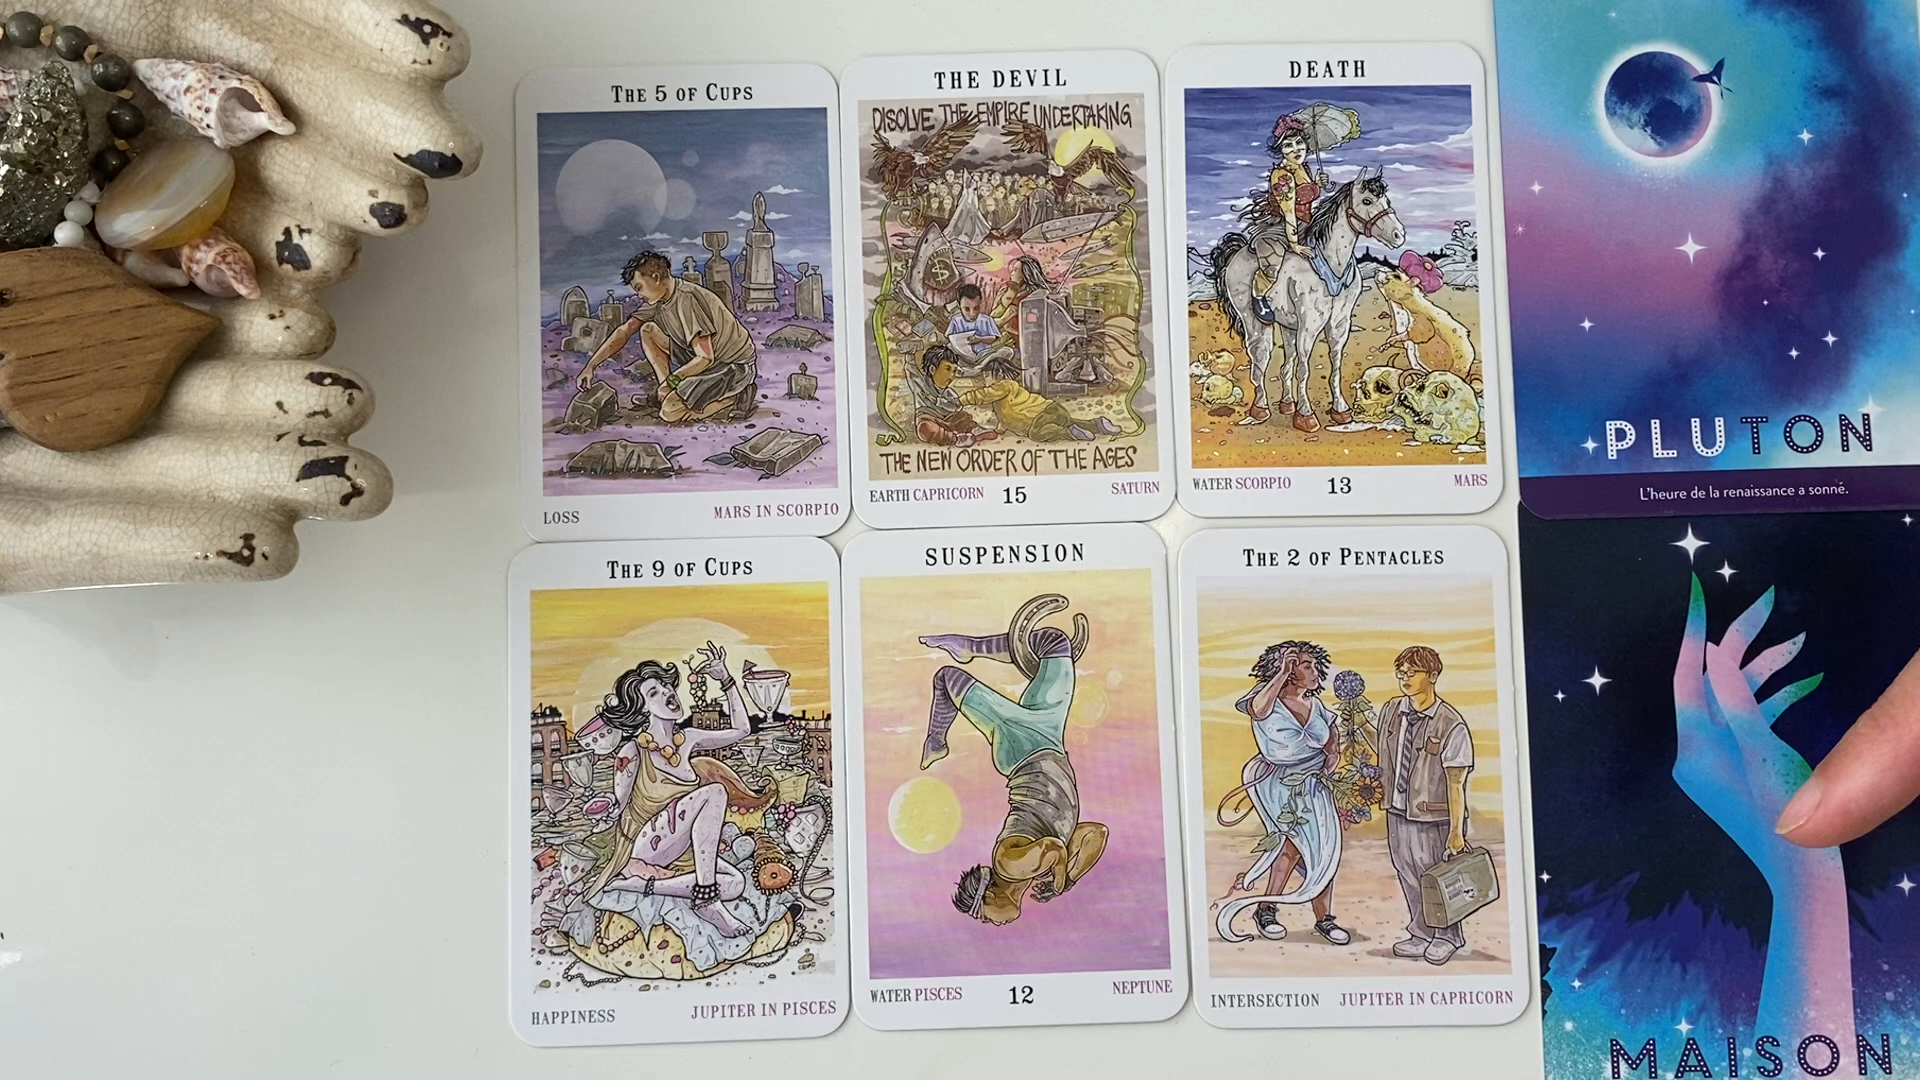 The 5 of Cups
LOSS
MARS IN SCORPIO
THE DEVIL
DISOLVE THE EMPIRE UNDERTAKING
$
THE NEW ORDER OF THE AGES
EARTH CAPRICORN
15
SATURN
DEATH
WATER SCORPIO
13
MARS
PLUTON
L'heure de la renaissance a sonné.
The 9 of Cups
HAPPINESS
JUPITER IN PISCES
SUSPENSION
WATER PISCES
12
NEPTUNE
The 2 of Pentacles
INTERSECTION
JUPITER IN CAPRICORN
MAISON